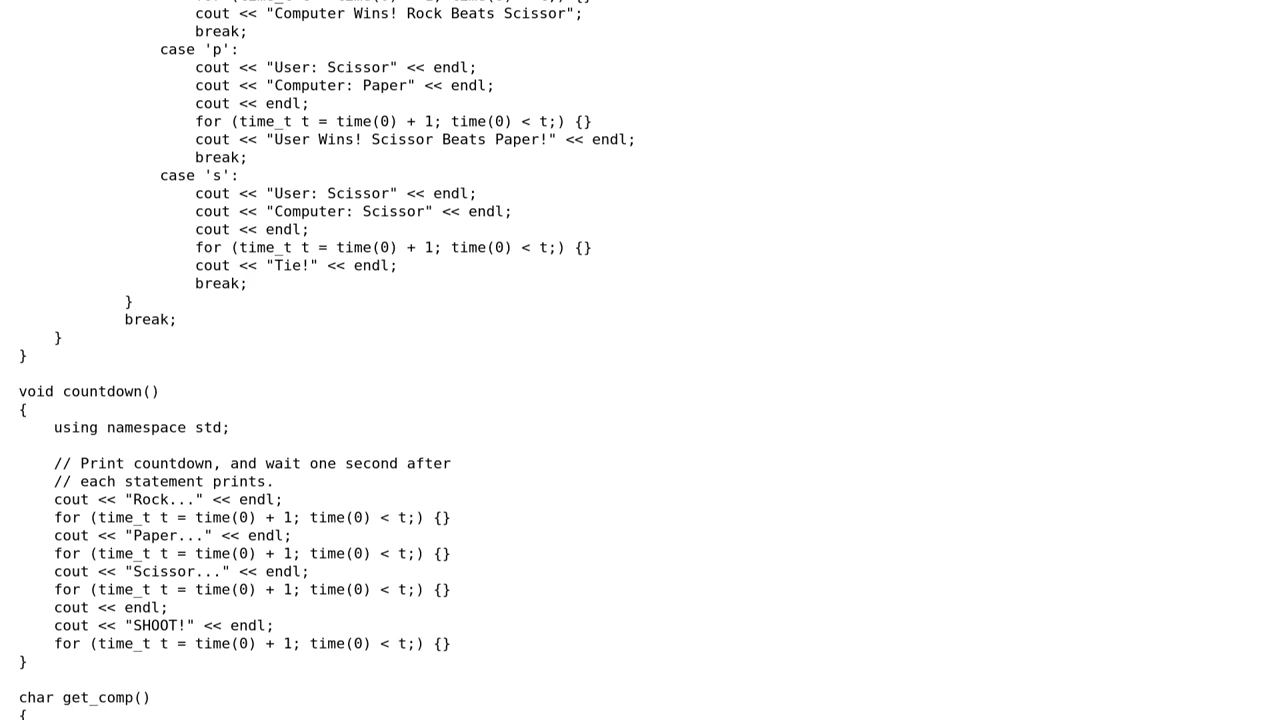 cout << "Computer Wins! Rock Beats Scissor";
break;
case 'p':
cout << "User: Scissor" << endl;
cout << "Computer: Paper" << endl;
cout << endl;
for (time_t t = time(0) + 1; time(0) < t;) {}
cout << "User Wins! Scissor Beats Paper!" << endl;
break;
case 's':
cout << "User: Scissor" << endl;
cout << "Computer: Scissor" << endl;
cout << endl;
for (time_t t = time(0) + 1; time(0) < t;) {}
cout << "Tie!" << endl;
break;
}
break;
}
}
void countdown()
{
using namespace std;
// Print countdown, and wait one second after
// each statement prints.
cout << "Rock..." << endl;
for (time_t t = time(0) + 1; time(0) < t;) {}
cout << "Paper..." << endl;
for (time_t t = time(0) + 1; time(0) < t;) {}
cout << "Scissor..." << endl;
for (time_t t = time(0) + 1; time(0) < t;) {}
cout << endl;
cout << "SHOOT!" << endl;
for (time_t t = time(0) + 1; time(0) < t;) {}
}
char get_comp()
{